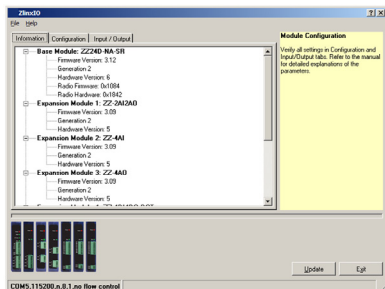 ZlinxIO
File Help
Information Configuration Input / Output
Base Module: ZZ24D-NA-SR
Firmware Version: 3.12
Generation 2
Hardware Version: 6
Radio Firmware: 0x1084
Radio Hardware: 0x1842
Expansion Module 1: ZZ-2AI2AO
Firmware Version: 3.09
Generation 2
Hardware Version: 5
Expansion Module 2: ZZ-4AI
Firmware Version: 3.09
Generation 2
Hardware Version: 5
Expansion Module 3: ZZ-4AO
Firmware Version: 3.09
Generation 2
Hardware Version: 5
Module Configuration
Verify all settings in Configuration and
Input/Output tabs. Refer to the manual
for detailed explanations of the
parameters.
Update Exit
COM5,115200,n,8,1,no flow control